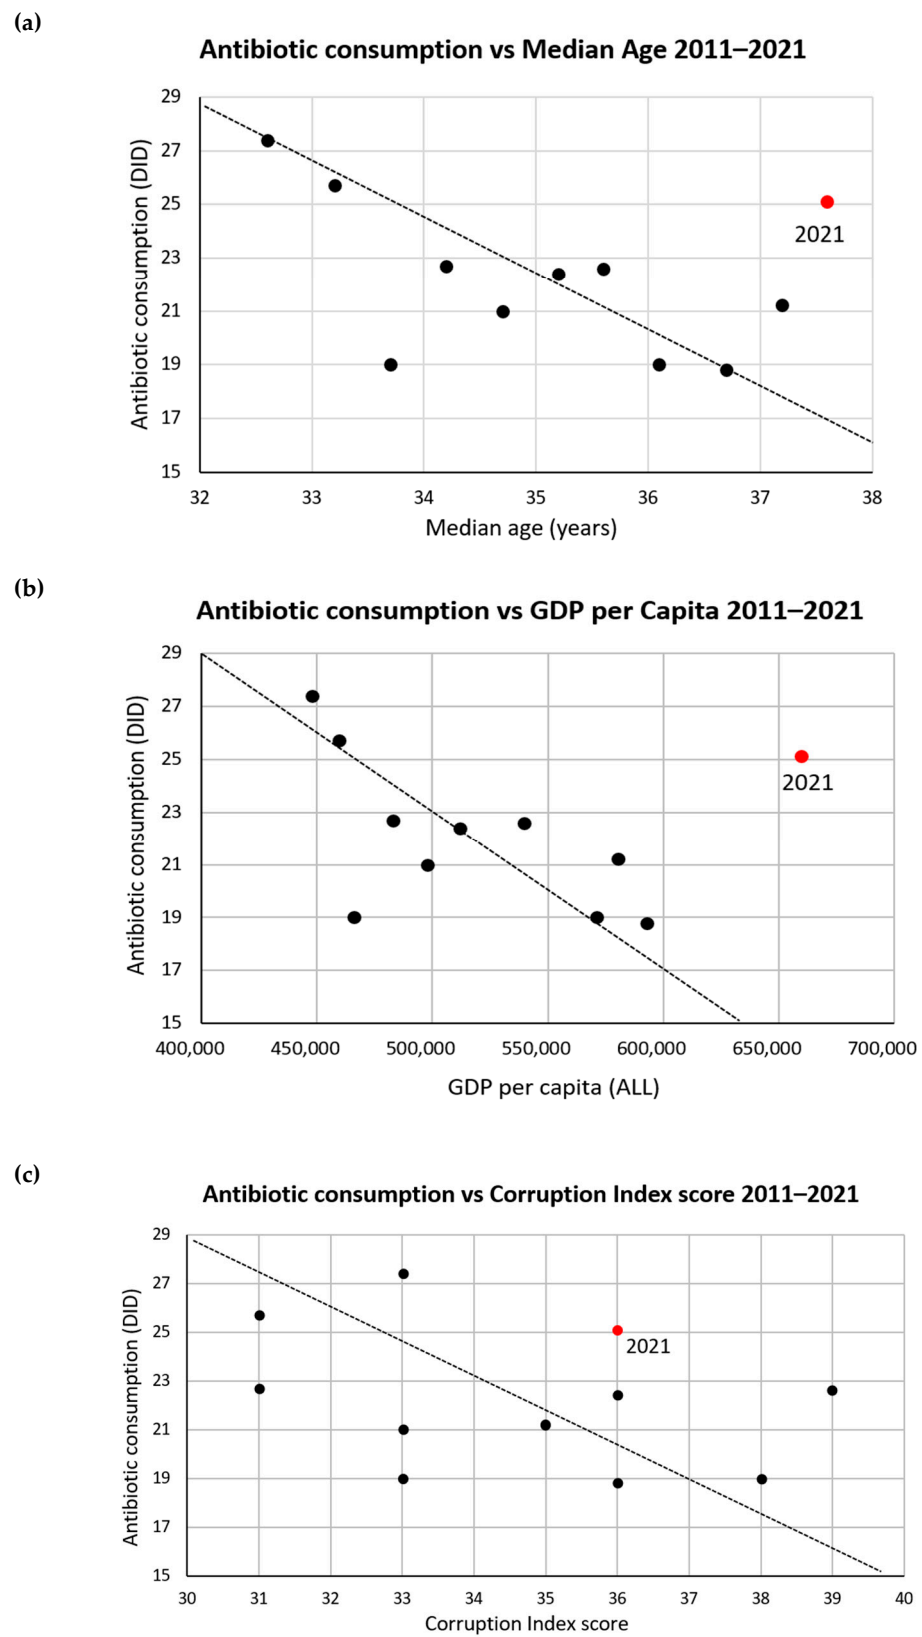 (a)
Antibiotic consumption vs Median Age 2011–2021
Antibiotic consumption (DID)
29
27
25
23
21
19
17
15
2021
32 33 34 35 36 37 38
Median age (years)
(b)
Antibiotic consumption vs GDP per Capita 2011–2021
Antibiotic consumption (DID)
29
27
25
23
21
19
17
15
2021
400,000 450,000 500,000 550,000 600,000 650,000 700,000
GDP per capita (ALL)
(c)
Antibiotic consumption vs Corruption Index score 2011–2021
Antibiotic consumption (DID)
29
27
25
23
21
19
17
15
2021
30 31 38 33 34 35 36 37 38 39 40
Corruption Index score